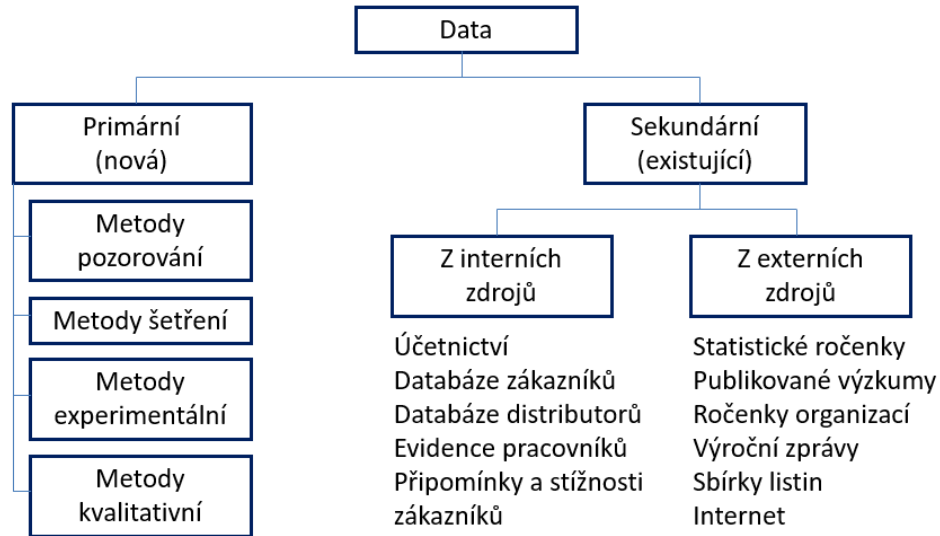 Data
Primární
(nová)
Sekundární
(existující)
Metody
pozorování
Metody šetření
Metody
experimentální
Metody
kvalitativní
Z interních
zdrojů
Účetnictví
Databáze zákazníků
Databáze distributorů
Evidence pracovníků
Připomínky a stížnosti
zákazníků
Z externích
zdrojů
Statistické ročenky
Publikované výzkumy
Ročenky organizací
Výroční zprávy
Sbírky listin
Internet